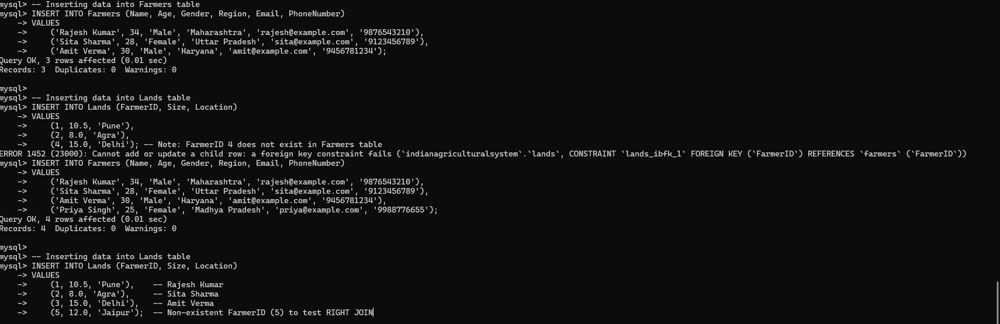 mysql> -- Inserting data into Farmers table
mysql> INSERT INTO Farmers (Name, Age, Gender, Region, Email, PhoneNumber)
    -> VALUES
    ->     ('Rajesh Kumar', 34, 'Male', 'Maharashtra', 'rajesh@example.com', '9876543210'),
    ->     ('Sita Sharma', 28, 'Female', 'Uttar Pradesh', 'sita@example.com', '9123456789'),
    ->     ('Amit Verma', 30, 'Male', 'Haryana', 'amit@example.com', '9456781234');
Query OK, 3 rows affected (0.01 sec)
Records: 3  Duplicates: 0  Warnings: 0
mysql>
mysql> -- Inserting data into Lands table
mysql> INSERT INTO Lands (FarmerID, Size, Location)
    -> VALUES
    ->     (1, 10.5, 'Pune'),
    ->     (2, 8.0, 'Agra'),
    ->     (4, 15.0, 'Delhi'); -- Note: FarmerID 4 does not exist in Farmers table
ERROR 1452 (23000): Cannot add or update a child row: a foreign key constraint fails (`indianagriculturalsystem`.`lands`, CONSTRAINT `lands_ibfk_1` FOREIGN KEY (`FarmerID`) REFERENCES `farmers` (`FarmerID`))
mysql> INSERT INTO Farmers (Name, Age, Gender, Region, Email, PhoneNumber)
    -> VALUES
    ->     ('Rajesh Kumar', 34, 'Male', 'Maharashtra', 'rajesh@example.com', '9876543210'),
    ->     ('Sita Sharma', 28, 'Female', 'Uttar Pradesh', 'sita@example.com', '9123456789'),
    ->     ('Amit Verma', 30, 'Male', 'Haryana', 'amit@example.com', '9456781234'),
    ->     ('Priya Singh', 25, 'Female', 'Madhya Pradesh', 'priya@example.com', '9988776655');
Query OK, 4 rows affected (0.01 sec)
Records: 4  Duplicates: 0  Warnings: 0
mysql>
mysql> -- Inserting data into Lands table
mysql> INSERT INTO Lands (FarmerID, Size, Location)
    -> VALUES
    ->     (1, 10.5, 'Pune'),    -- Rajesh Kumar
    ->     (2, 8.0, 'Agra'),     -- Sita Sharma
    ->     (3, 15.0, 'Delhi'),   -- Amit Verma
    ->     (5, 12.0, 'Jaipur');  -- Non-existent FarmerID (5) to test RIGHT JOIN